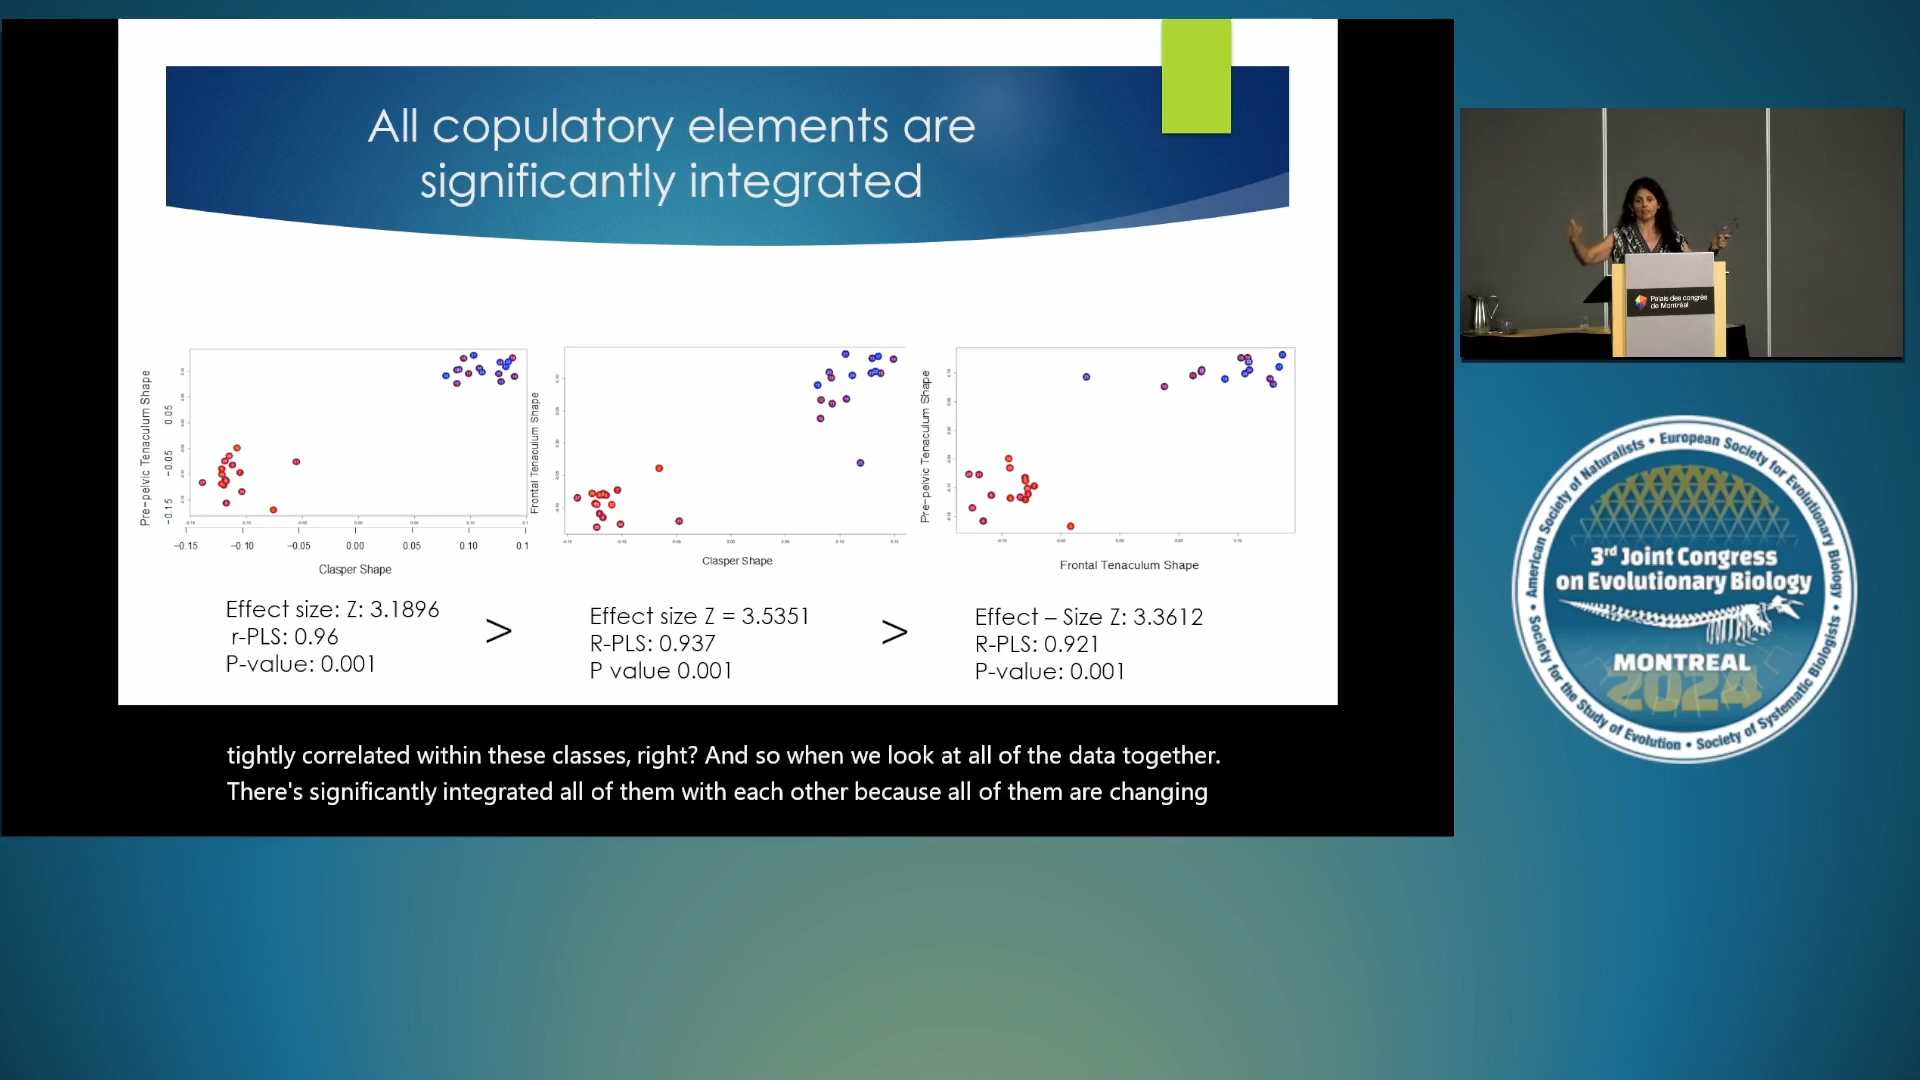 All copulatory elements are
significantly integrated
Pre-pelvic Tenaculum Shape
0.05
-0.05
-0.15
-0.15
-0.10
-0.05
0.00
0.05
0.10
0.1
Clasper Shape
Frontal Tenaculum Shape
Clasper Shape
Pre-pelvic Tenaculum Shape
Frontal Tenaculum Shape
Effect size: Z: 3.1896
r-PLS: 0.96
P-value: 0.001
>
Effect size Z = 3.5351
R-PLS: 0.937
P value 0.001
>
Effect – Size Z: 3.3612
R-PLS: 0.921
P-value: 0.001
tightly correlated within these classes, right? And so when we look at all of the data together.
There's significantly integrated all of them with each other because all of them are changing
Palais des congrès
de Montréal
American Society of Naturalists • European Society for Evolutionary Biology • Society of Systematic Biologists • Society for the Study of Evolution •
3rd Joint Congress
on Evolutionary Biology
MONTREAL
2024